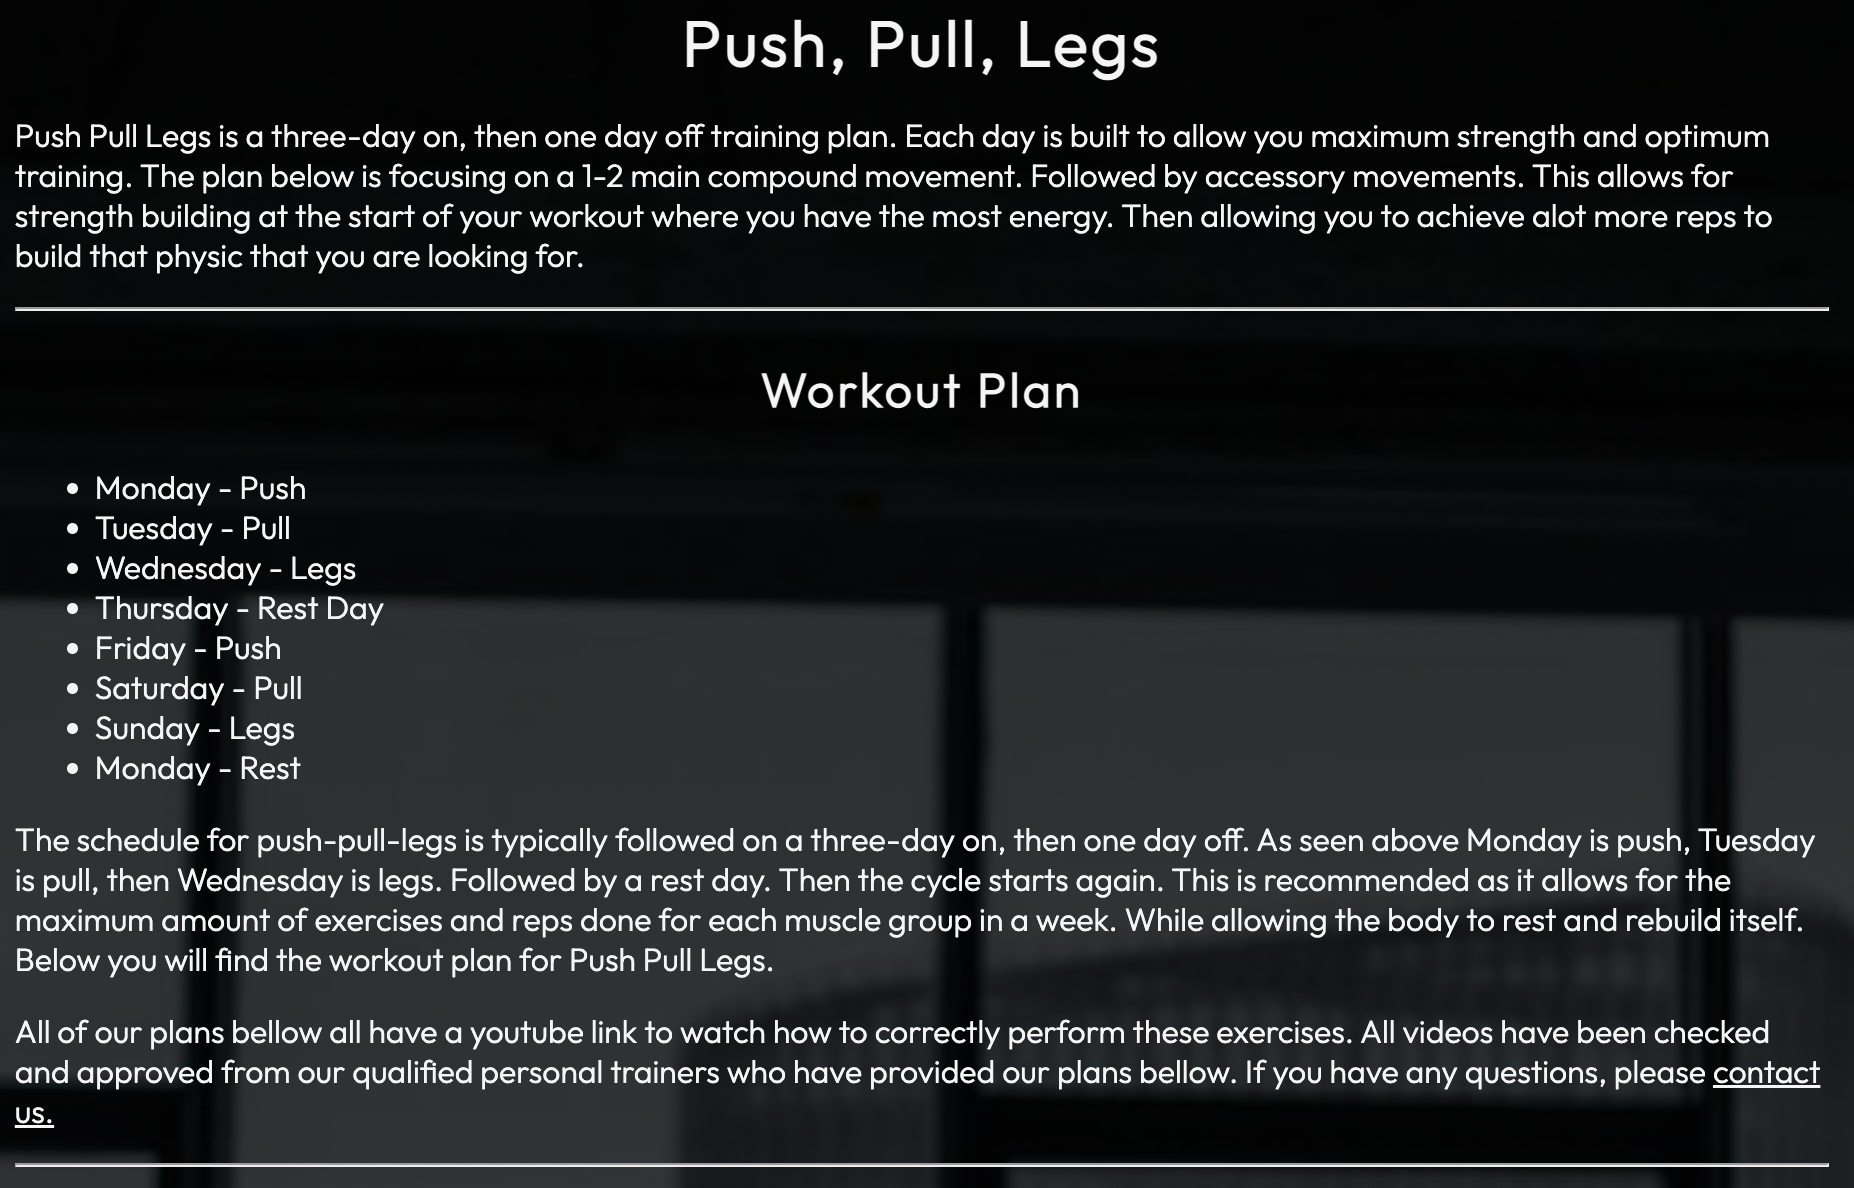 Push, Pull, Legs
Push Pull Legs is a three-day on, then one day off training plan. Each day is built to allow you maximum strength and optimum
training. The plan below is focusing on a 1-2 main compound movement. Followed by accessory movements. This allows for
strength building at the start of your workout where you have the most energy. Then allowing you to achieve alot more reps to
build that physic that you are looking for.
Workout Plan
• Monday - Push
• Tuesday - Pull
• Wednesday - Legs
• Thursday - Rest Day
• Friday - Push
• Saturday - Pull
• Sunday - Legs
• Monday - Rest
The schedule for push-pull-legs is typically followed on a three-day on, then one day off. As seen above Monday is push, Tuesday
is pull, then Wednesday is legs. Followed by a rest day. Then the cycle starts again. This is recommended as it allows for the
maximum amount of exercises and reps done for each muscle group in a week. While allowing the body to rest and rebuild itself.
Below you will find the workout plan for Push Pull Legs.
All of our plans bellow all have a youtube link to watch how to correctly perform these exercises. All videos have been checked
and approved from our qualified personal trainers who have provided our plans bellow. If you have any questions, please contact
us.